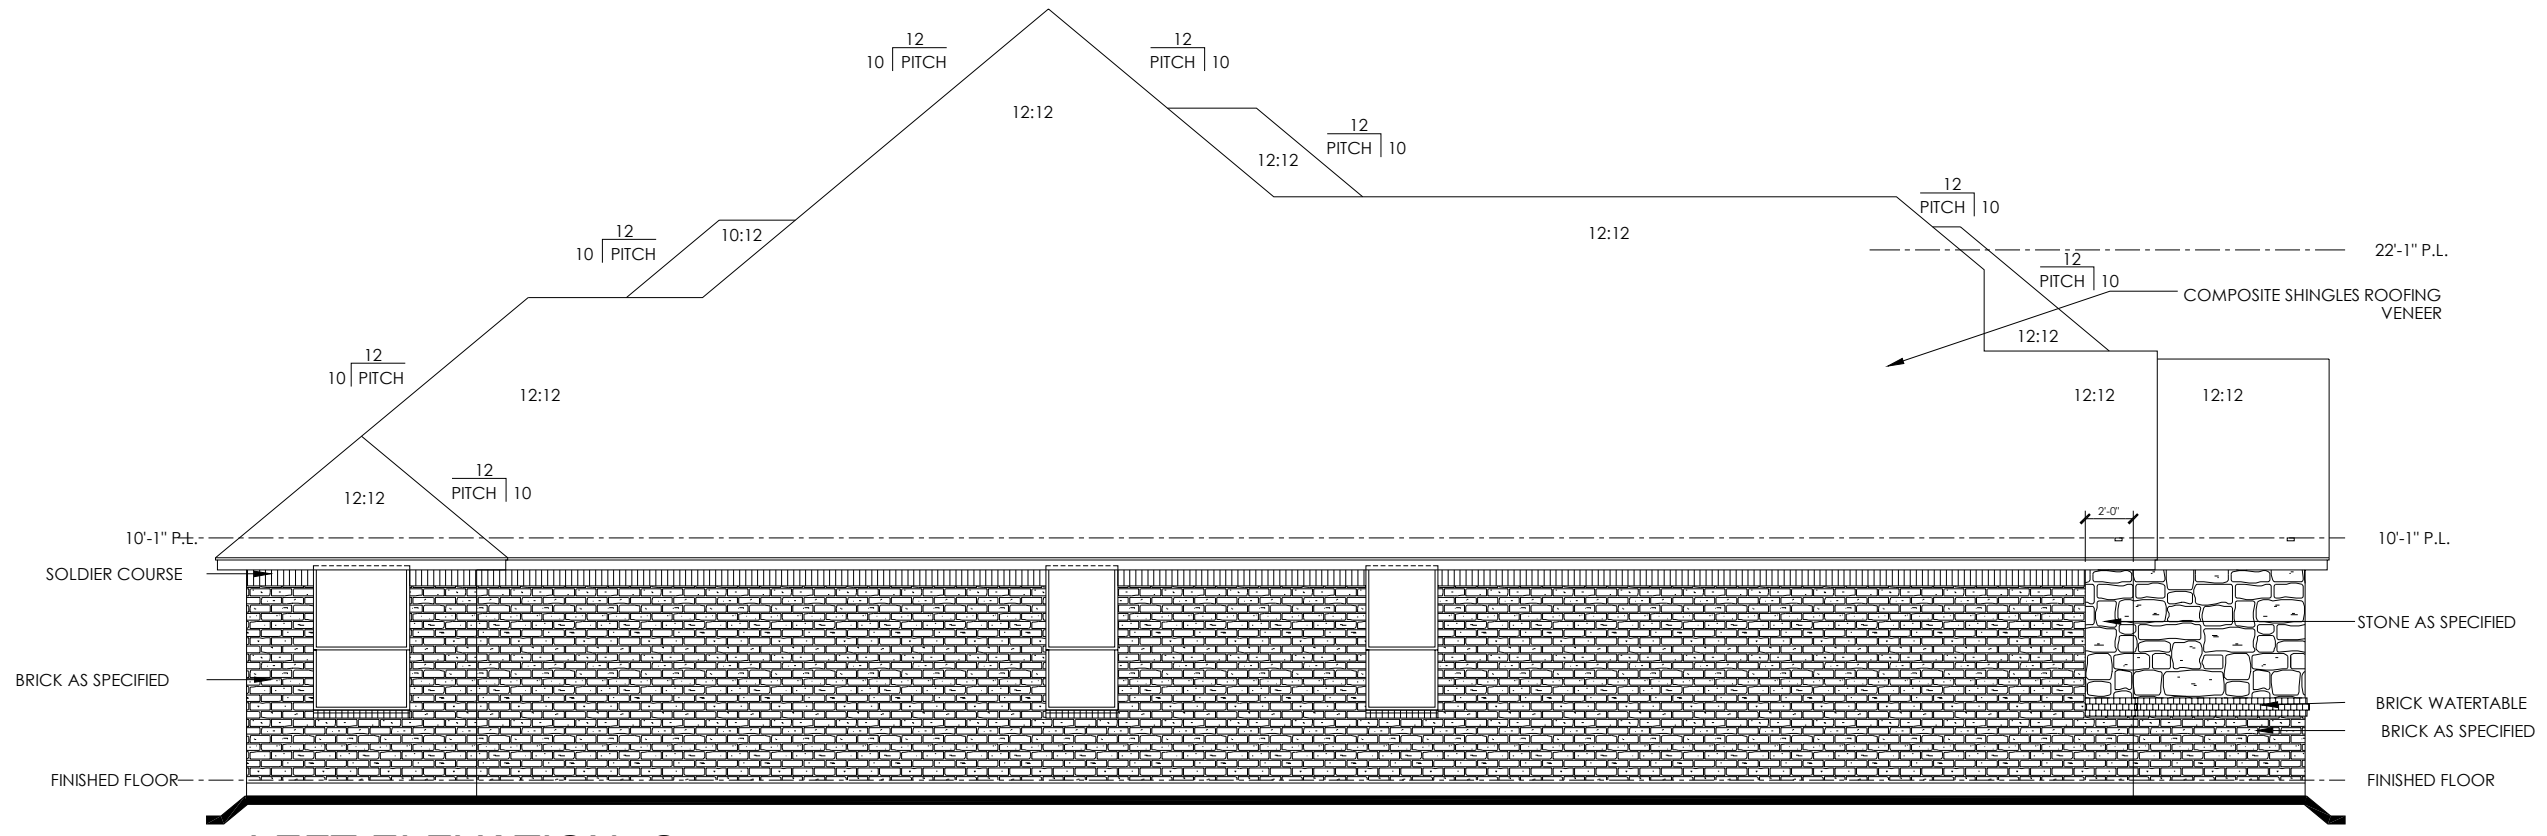 12
10 PITCH
12
PITCH 10
12:12
12
PITCH 10
12:12
12
PITCH 10
12
10 PITCH
10:12
12:12
22'-1" P.L.
12
PITCH 10
COMPOSITE SHINGLES ROOFING
VENEER
12:12
12
10 PITCH
12:12
12:12
12:12
12
PITCH 10
12:12
2'-0"
10'-1" P.L.
10'-1" P.L.
SOLDIER COURSE
STONE AS SPECIFIED
BRICK AS SPECIFIED
BRICK WATERTABLE
BRICK AS SPECIFIED
FINISHED FLOOR
FINISHED FLOOR